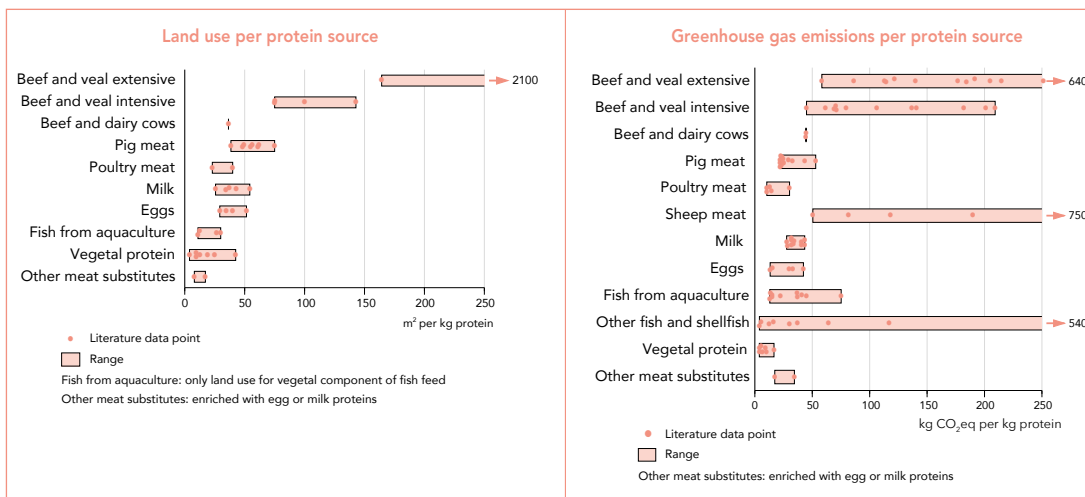 Land use per protein source
Beef and veal extensive
2100
Beef and veal intensive
Beef and dairy cows
Pig meat
Poultry meat
Milk
Eggs
Fish from aquaculture
Vegetal protein
Other meat substitutes
0 50 100 150 200 250
m² per kg protein
Literature data point
Range
Fish from aquaculture: only land use for vegetal component of fish feed
Other meat substitutes: enriched with egg or milk proteins
Greenhouse gas emissions per protein source
Beef and veal extensive
640
Beef and veal intensive
Beef and dairy cows
Pig meat
Poultry meat
Sheep meat
750
Milk
Eggs
Fish from aquaculture
Other fish and shellfish
540
Vegetal protein
Other meat substitutes
0 50 100 150 200 250
kg CO₂eq per kg protein
Literature data point
Range
Other meat substitutes: enriched with egg or milk proteins